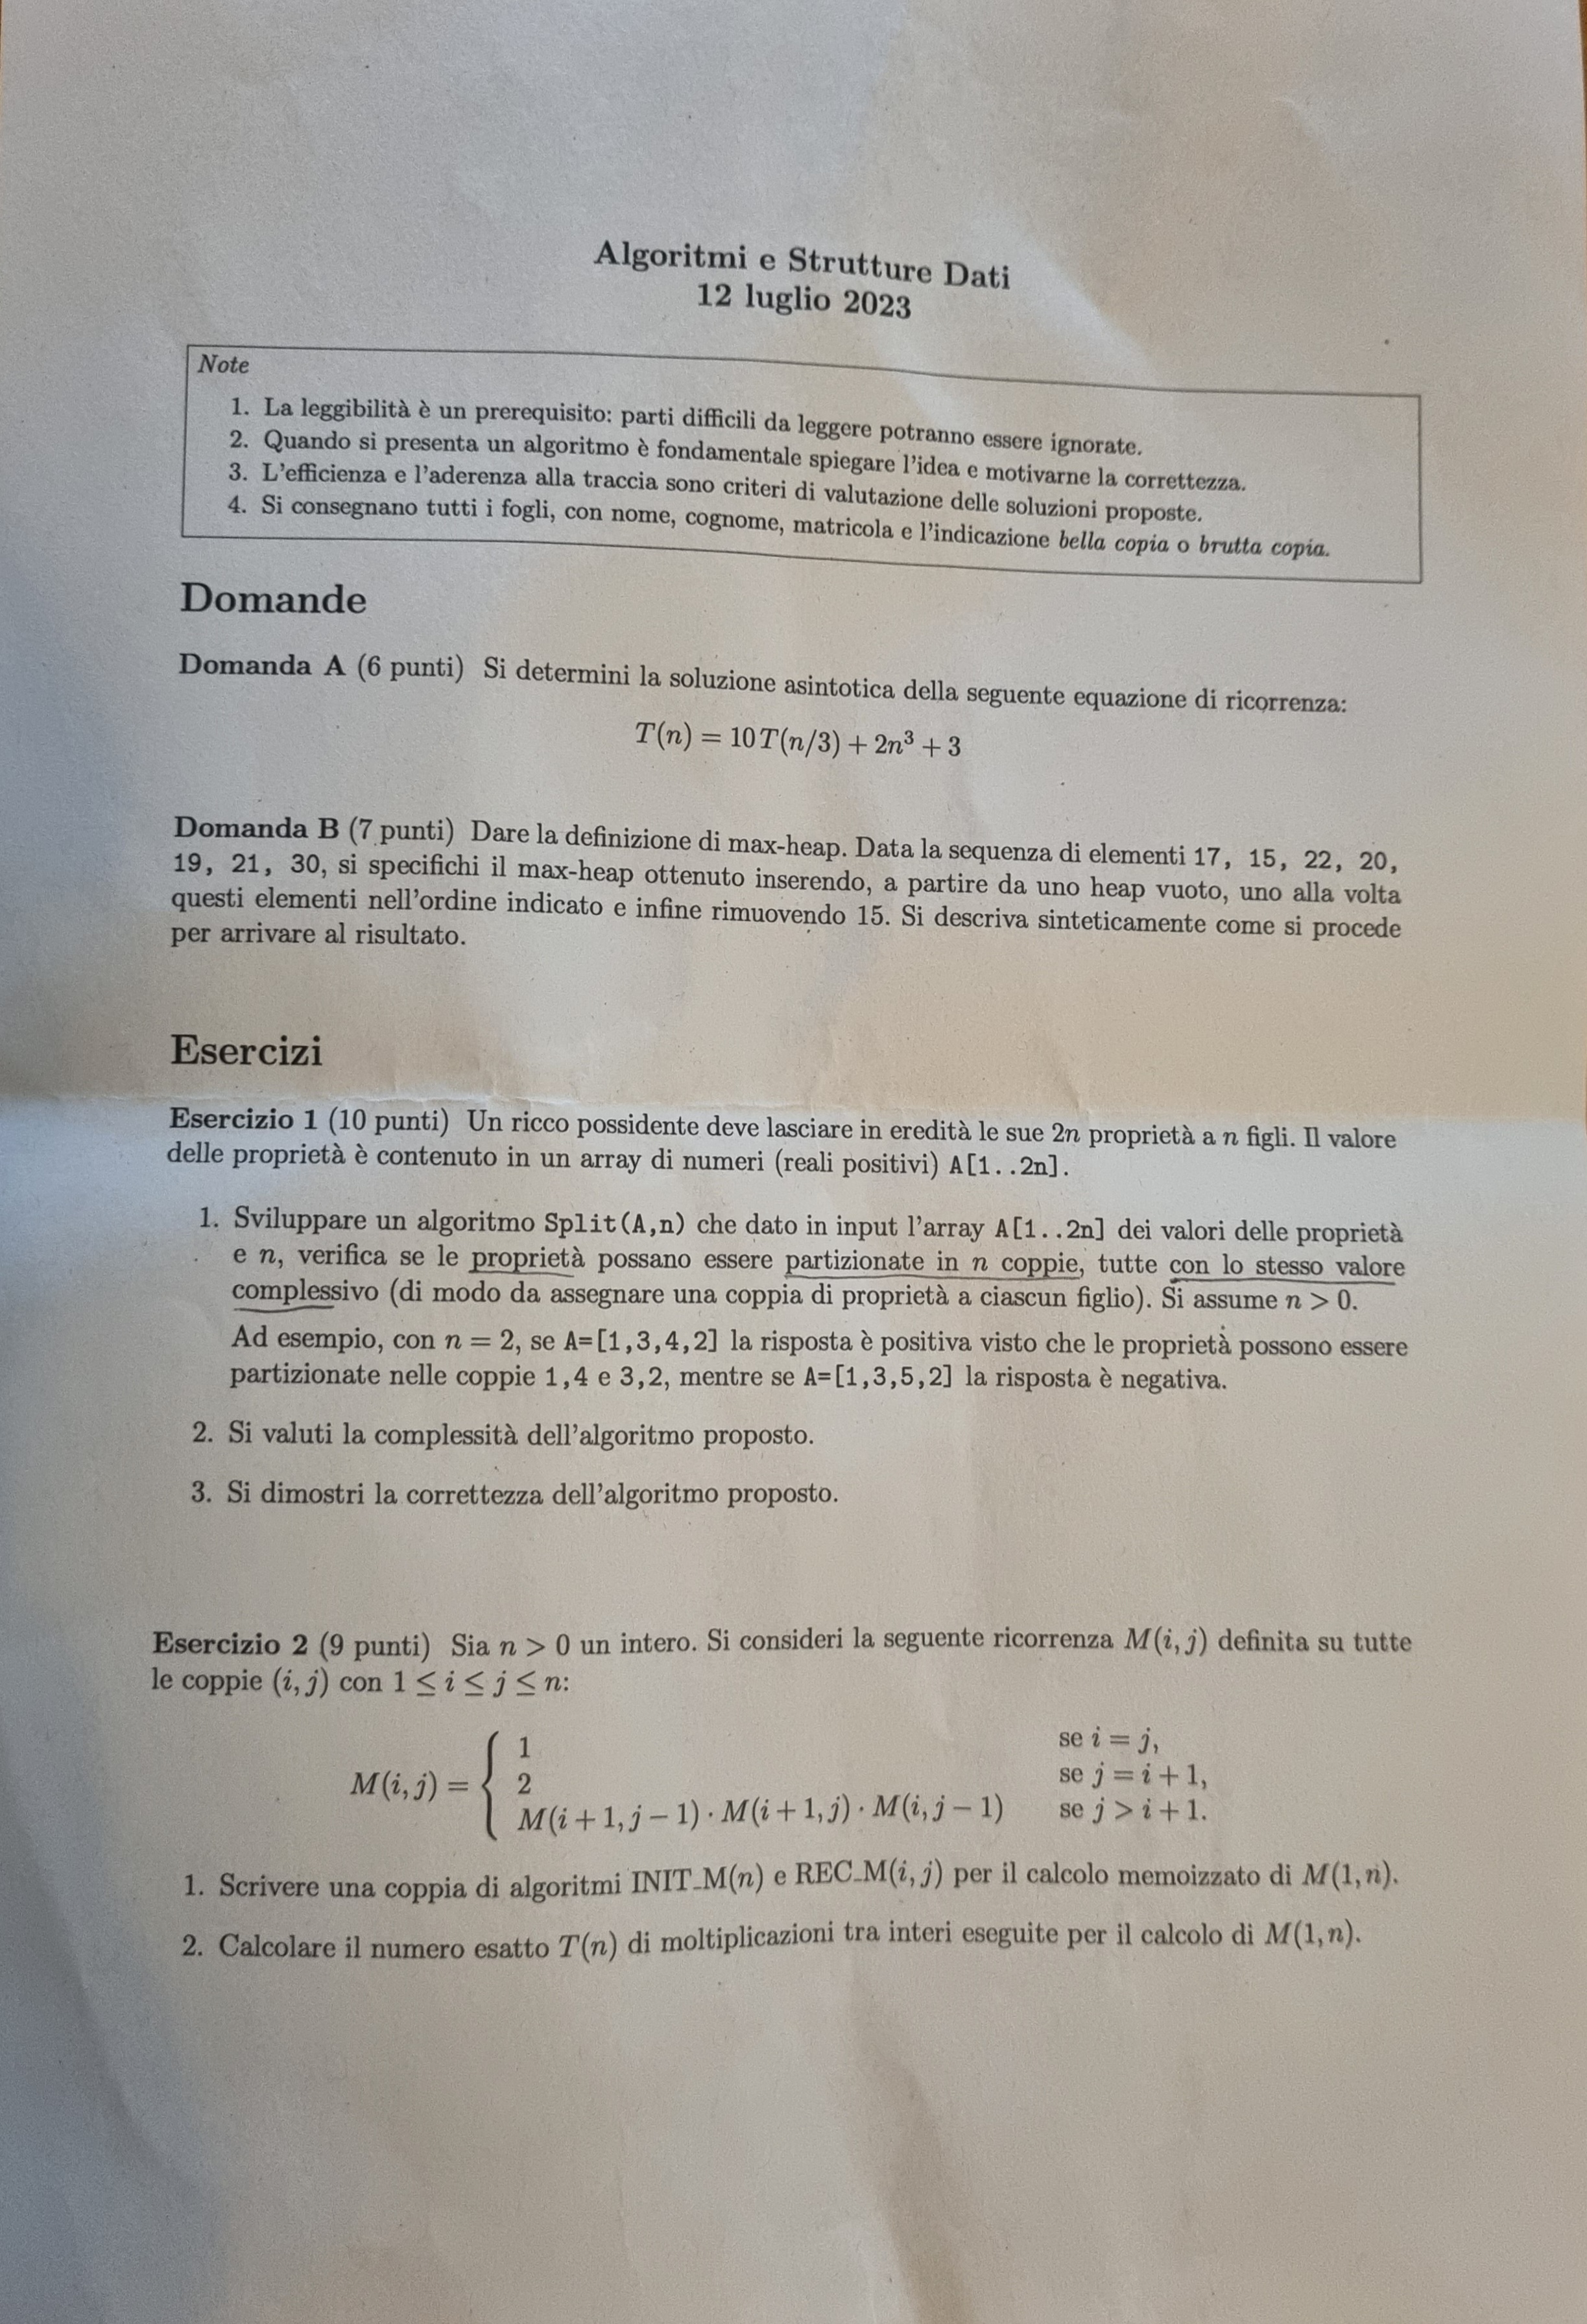 Algoritmi e Strutture Dati
12 luglio 2023
Note
1. La leggibilità è un prerequisito: parti difficili da leggere potranno essere ignorate.
2. Quando si presenta un algoritmo è fondamentale spiegare l'idea e motivarne la correttezza.
3. L'efficienza e l'aderenza alla traccia sono criteri di valutazione delle soluzioni proposte.
4. Si consegnano tutti i fogli, con nome, cognome, matricola e l'indicazione bella copia o brutta copia.
Domande
Domanda A (6 punti) Si determini la soluzione asintotica della seguente equazione di ricorrenza:
T(n) = 10T(n/3) + 2n³ + 3
Domanda B (7 punti) Dare la definizione di max-heap. Data la sequenza di elementi 17, 15, 22, 20,
19, 21, 30, si specifichi il max-heap ottenuto inserendo, a partire da uno heap vuoto, uno alla volta
questi elementi nell'ordine indicato e infine rimuovendo 15. Si descriva sinteticamente come si procede
per arrivare al risultato.
Esercizi
Esercizio 1 (10 punti) Un ricco possidente deve lasciare in eredità le sue 2n proprietà a n figli. Il valore
delle proprietà è contenuto in un array di numeri (reali positivi) A[1..2n].
1. Sviluppare un algoritmo Split(A,n) che dato in input l'array A[1..2n] dei valori delle proprietà
e n, verifica se le proprietà possano essere partizionate in n coppie, tutte con lo stesso valore
complessivo (di modo da assegnare una coppia di proprietà a ciascun figlio). Si assume n > 0.
Ad esempio, con n = 2, se A=[1,3,4,2] la risposta è positiva visto che le proprietà possono essere
partizionate nelle coppie 1,4 e 3,2, mentre se A=[1,3,5,2] la risposta è negativa.
2. Si valuti la complessità dell'algoritmo proposto.
3. Si dimostri la correttezza dell'algoritmo proposto.
Esercizio 2 (9 punti) Sia n > 0 un intero. Si consideri la seguente ricorrenza M(i, j) definita su tutte
le coppie (i, j) con 1 ≤ i ≤ j ≤ n:
1 se i = j,
M(i, j) = { 2 se j = i + 1,
M(i + 1, j − 1) · M(i + 1, j) · M(i, j − 1) se j > i + 1.
1. Scrivere una coppia di algoritmi INIT_M(n) e REC_M(i, j) per il calcolo memoizzato di M(1, n).
2. Calcolare il numero esatto T(n) di moltiplicazioni tra interi eseguite per il calcolo di M(1, n).